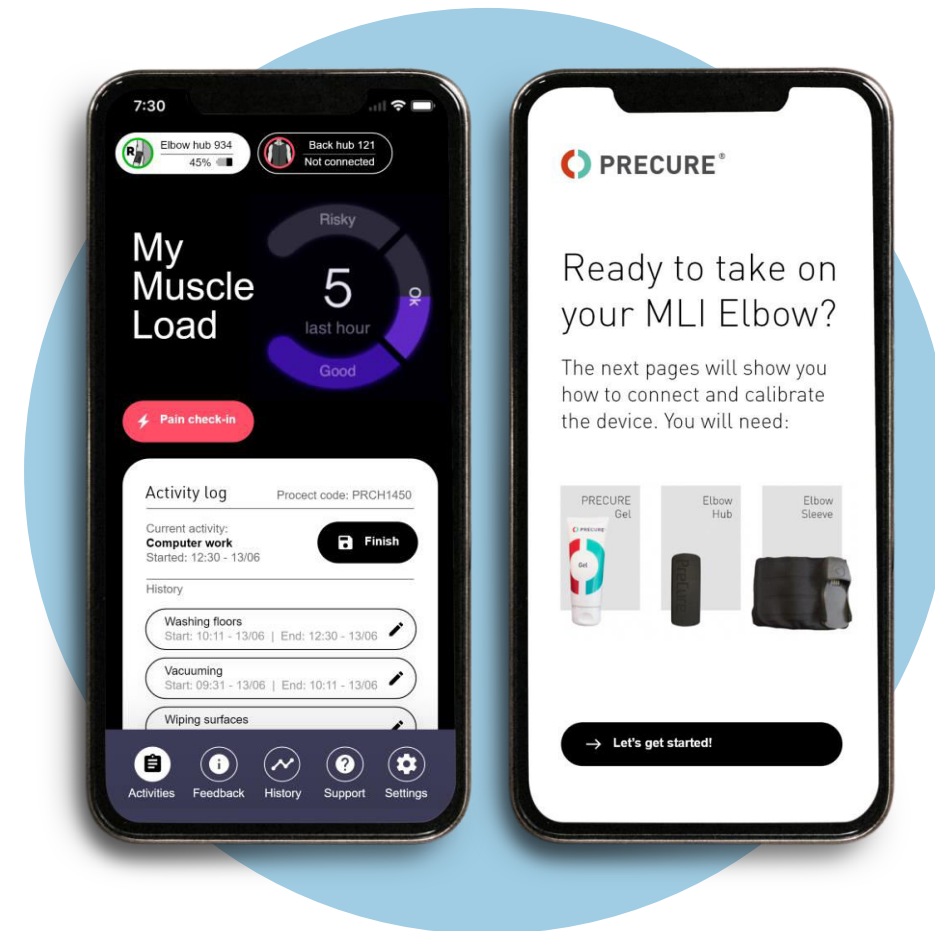 7:30
R
Elbow hub 934
45%
Back hub 121
Not connected
My
Muscle
Load
Risky
5
last hour
Ok
Good
Pain check-in
Activity log
Procect code: PRCH1450
Current activity:
Computer work
Started: 12:30 - 13/06
Finish
History
Washing floors
Start: 10:11 - 13/06 | End: 12:30 - 13/06
Vacuuming
Start: 09:31 - 13/06 | End: 10:11 - 13/06
Wiping surfaces
Activities
Feedback
History
Support
Settings
PRECURE®
Ready to take on
your MLI Elbow?
The next pages will show you
how to connect and calibrate
the device. You will need:
PRECURE
Gel
PRECURE
Gel
Elbow
Hub
PreCure
Elbow
Sleeve
Let's get started!